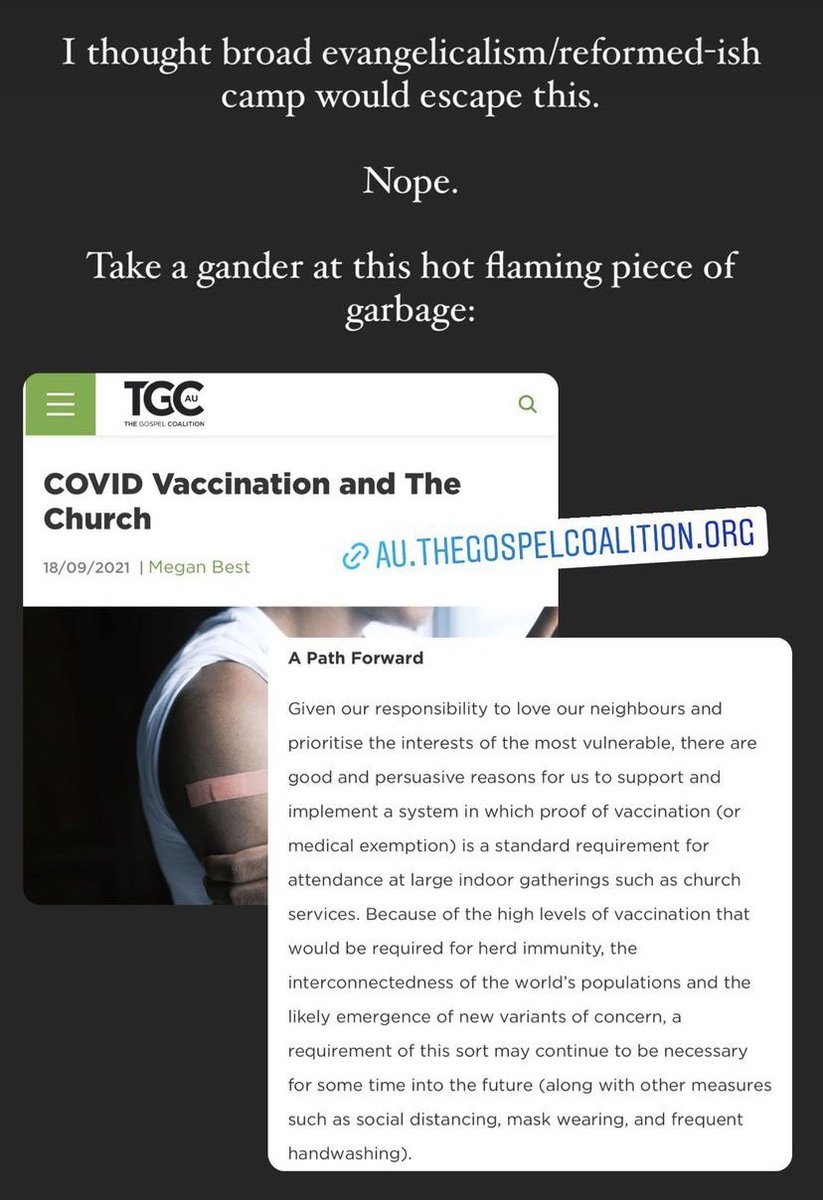 I thought broad evangelicalism/reformed-ish
camp would escape this.
Nope.
Take a gander at this hot flaming piece of
garbage:
TGC AU
THE GOSPEL COALITION
COVID Vaccination and The
Church
18/09/2021 | Megan Best
AU.THEGOSPELCOALITION.ORG
A Path Forward
Given our responsibility to love our neighbours and
prioritise the interests of the most vulnerable, there are
good and persuasive reasons for us to support and
implement a system in which proof of vaccination (or
medical exemption) is a standard requirement for
attendance at large indoor gatherings such as church
services. Because of the high levels of vaccination that
would be required for herd immunity, the
interconnectedness of the world's populations and the
likely emergence of new variants of concern, a
requirement of this sort may continue to be necessary
for some time into the future (along with other measures
such as social distancing, mask wearing, and frequent
handwashing).